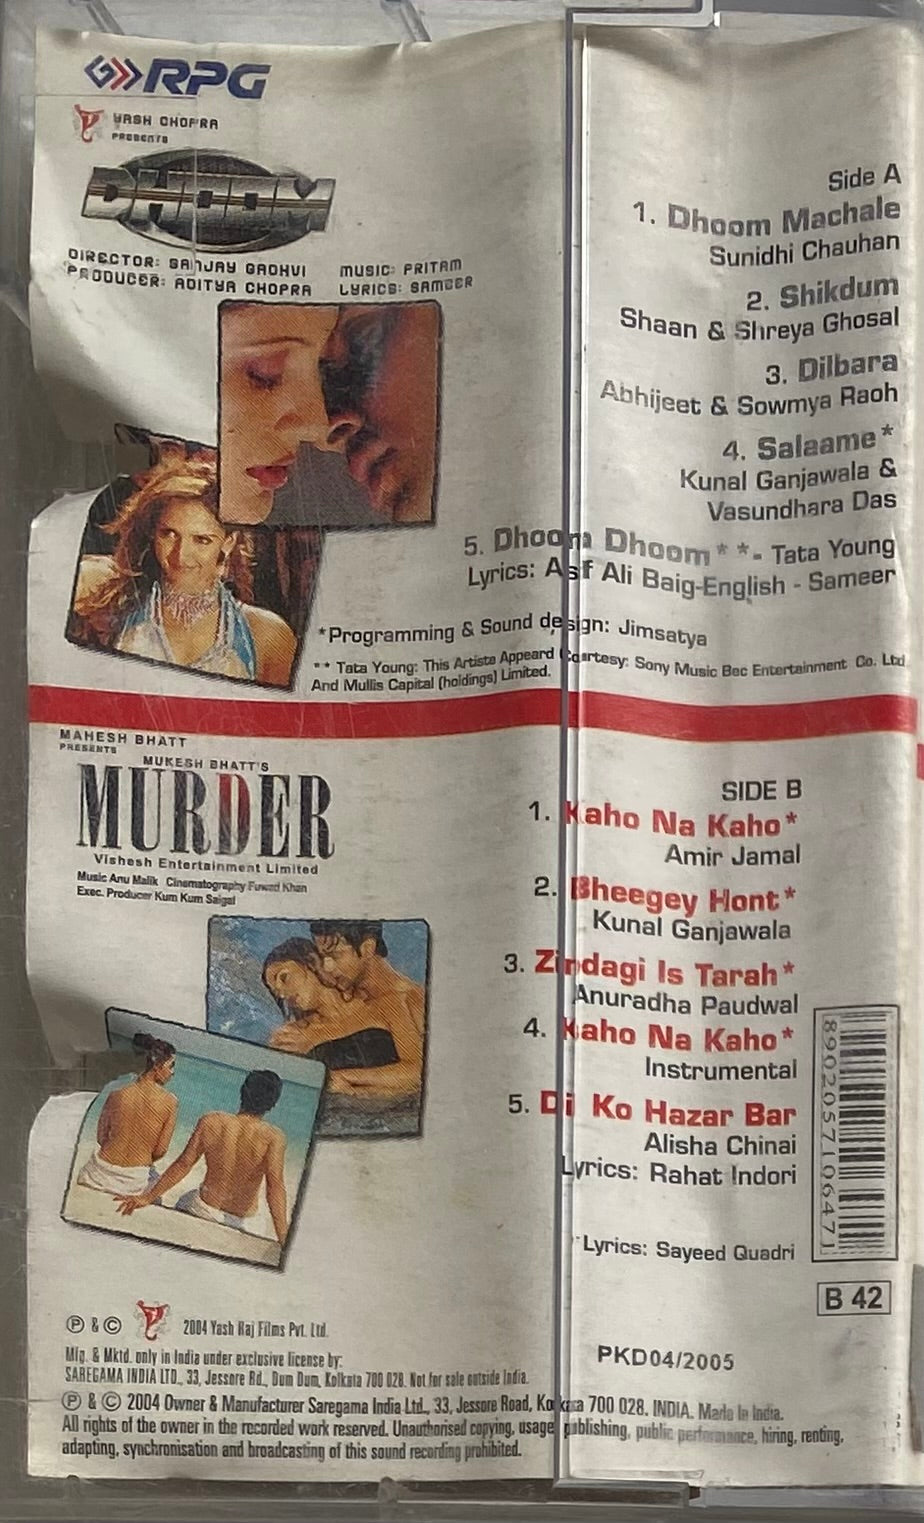 RPG
YASH CHOPRA
PRESENTS
DHOOM
DIRECTOR: SANJAY GADHVI MUSIC: PRITAM
PRODUCER: ADITYA CHOPRA LYRICS: SAMEER
Side A
1. Dhoom Machale
Sunidhi Chauhan
2. Shikdum
Shaan & Shreya Ghosal
3. Dilbara
Abhijeet & Sowmya Raoh
4. Salaame*
Kunal Ganjawala &
Vasundhara Das
5. Dhoom Dhoom**- Tata Young
Lyrics: Asif Ali Baig-English - Sameer
*Programming & Sound design: Jimsatya
** Tata Young: This Artiste Appeard Courtesy: Sony Music Bec Entertainment Co. Ltd
And Mullis Capital (holdings) Limited.
MAHESH BHATT
PRESENTS
MUKESH BHATT'S
MURDER
Vishesh Entertainment Limited
Music Anu Malik Cinematography Fuwad Khan
Exec. Producer Kum Kum Saigal
SIDE B
1. Kaho Na Kaho*
Amir Jamal
2. Bheegey Hont*
Kunal Ganjawala
3. Zindagi Is Tarah*
Anuradha Paudwal
4. Kaho Na Kaho*
Instrumental
5. Dil Ko Hazar Bar
Alisha Chinai
Lyrics: Rahat Indori
*Lyrics: Sayeed Quadri
8902057106471
B 42
PKD04/2005
℗ & © 2004 Yash Raj Films Pvt. Ltd.
Mfg. & Mktd. only in India under exclusive license by:
SAREGAMA INDIA LTD., 33, Jessore Rd., Dum Dum, Kolkata 700 028. Not for sale outside India.
℗ & © 2004 Owner & Manufacturer Saregama India Ltd., 33, Jessore Road, Kolkata 700 028. INDIA. Made In India.
All rights of the owner in the recorded work reserved. Unauthorised copying, usage, publishing, public performance, hiring, renting,
adapting, synchronisation and broadcasting of this sound recording prohibited.